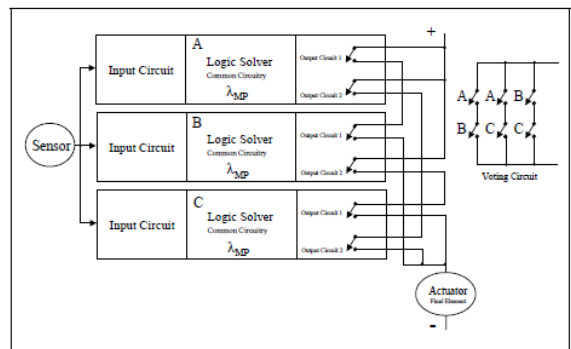 +
A
Input Circuit
Logic Solver
Common Circuitry
λMP
Output Circuit 1
Output Circuit 2
B
Input Circuit
Logic Solver
Common Circuitry
λMP
Output Circuit 1
Output Circuit 2
C
Input Circuit
Logic Solver
Common Circuitry
λMP
Output Circuit 1
Output Circuit 2
Sensor
A A B
B C C
Voting Circuit
Actuator
Final Element
-